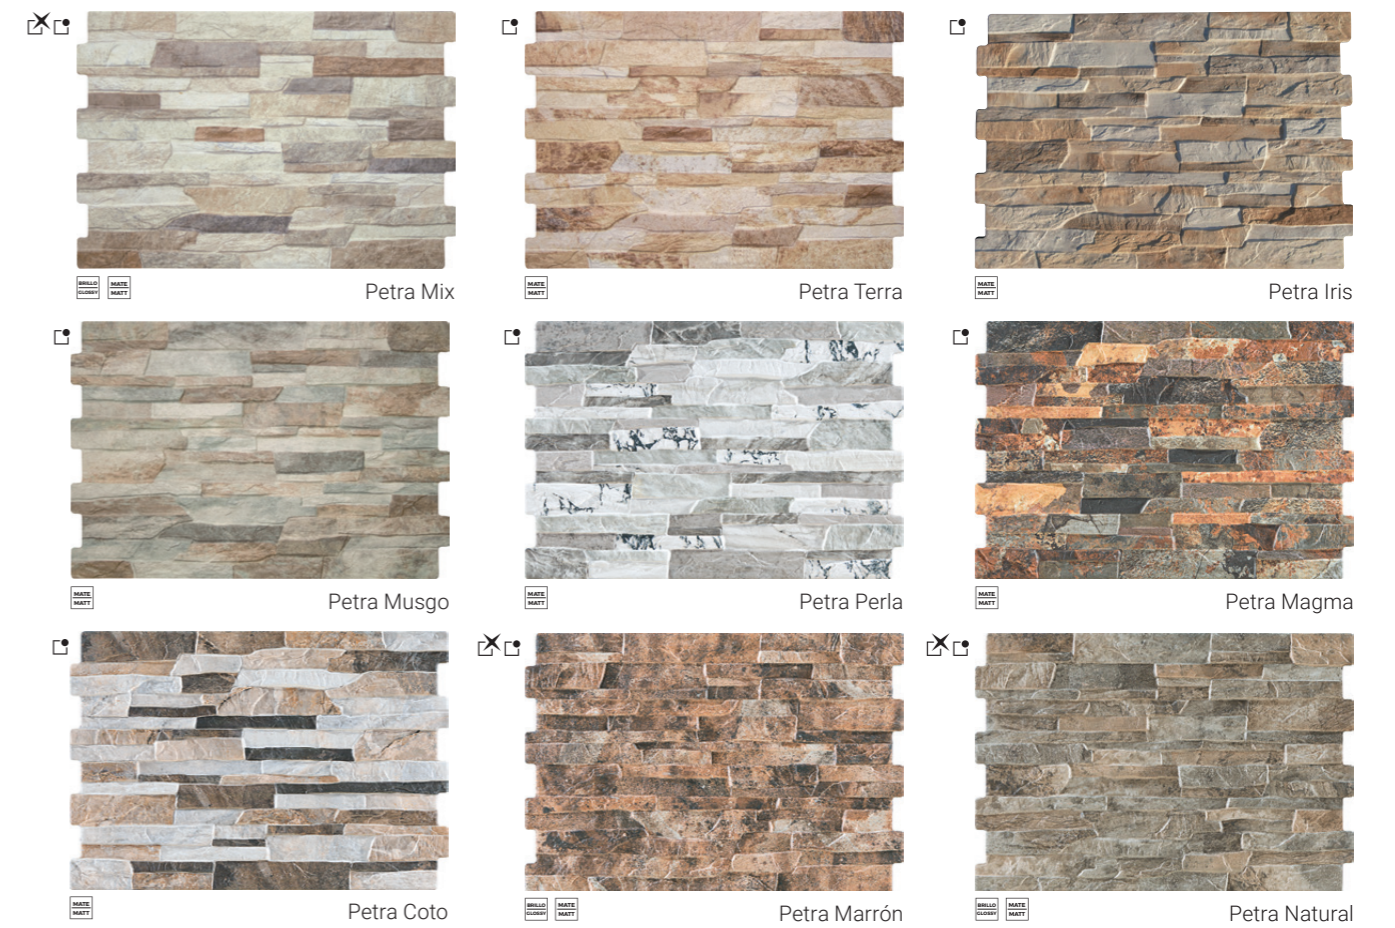 BRILLO
GLOSSY
MATE
MATT
Petra Mix
MATE
MATT
Petra Terra
MATE
MATT
Petra Iris
MATE
MATT
Petra Musgo
MATE
MATT
Petra Perla
MATE
MATT
Petra Magma
MATE
MATT
Petra Coto
BRILLO
GLOSSY
MATE
MATT
Petra Marrón
BRILLO
GLOSSY
MATE
MATT
Petra Natural